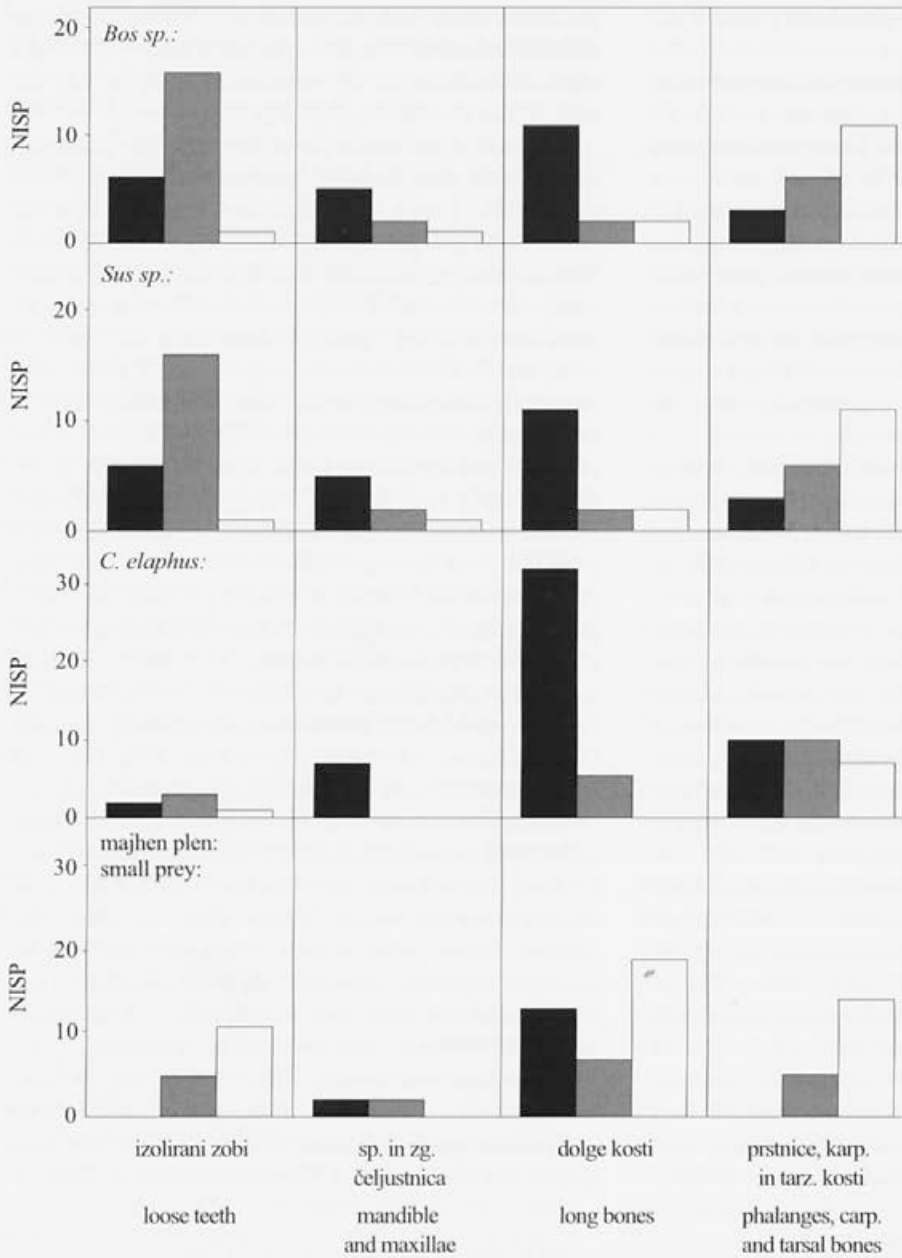 20
Bos sp.:
NISP
10
0
Sus sp.:
20
NISP
10
0
C. elaphus:
30
NISP
20
10
0
majhen plen:
small prey:
30
20
NISP
10
0
izolirani zobi
sp. in zg.
čeljustnica
dolge kosti
prstnice, karp.
in tarz. kosti
loose teeth
mandible
and maxillae
long bones
phalanges, carp.
and tarsal bones